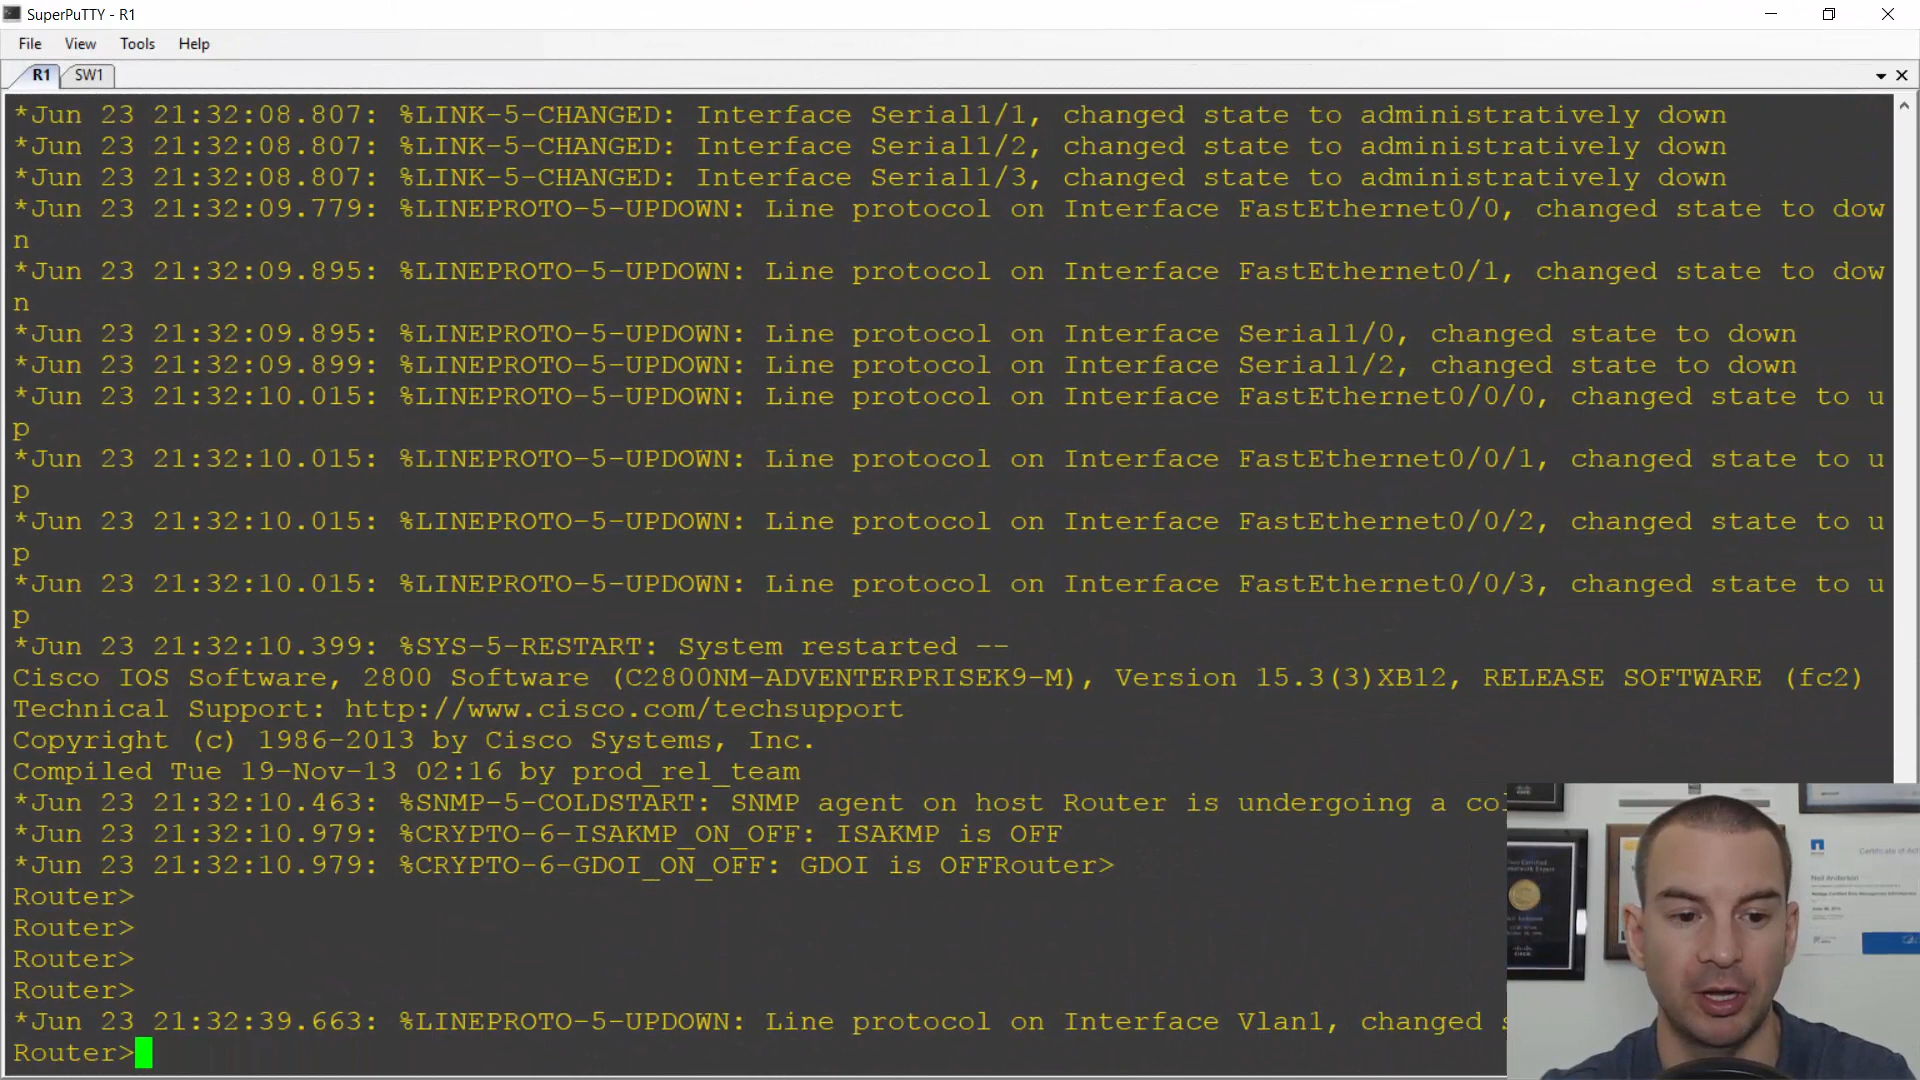 SuperPuTTY - R1
File View Tools Help
R1 SW1
*Jun 23 21:32:08.807: %LINK-5-CHANGED: Interface Serial1/1, changed state to administratively down
*Jun 23 21:32:08.807: %LINK-5-CHANGED: Interface Serial1/2, changed state to administratively down
*Jun 23 21:32:08.807: %LINK-5-CHANGED: Interface Serial1/3, changed state to administratively down
*Jun 23 21:32:09.779: %LINEPROTO-5-UPDOWN: Line protocol on Interface FastEthernet0/0, changed state to dow
n
*Jun 23 21:32:09.895: %LINEPROTO-5-UPDOWN: Line protocol on Interface FastEthernet0/1, changed state to dow
n
*Jun 23 21:32:09.895: %LINEPROTO-5-UPDOWN: Line protocol on Interface Serial1/0, changed state to down
*Jun 23 21:32:09.899: %LINEPROTO-5-UPDOWN: Line protocol on Interface Serial1/2, changed state to down
*Jun 23 21:32:10.015: %LINEPROTO-5-UPDOWN: Line protocol on Interface FastEthernet0/0/0, changed state to u
p
*Jun 23 21:32:10.015: %LINEPROTO-5-UPDOWN: Line protocol on Interface FastEthernet0/0/1, changed state to u
p
*Jun 23 21:32:10.015: %LINEPROTO-5-UPDOWN: Line protocol on Interface FastEthernet0/0/2, changed state to u
p
*Jun 23 21:32:10.015: %LINEPROTO-5-UPDOWN: Line protocol on Interface FastEthernet0/0/3, changed state to u
p
*Jun 23 21:32:10.399: %SYS-5-RESTART: System restarted --
Cisco IOS Software, 2800 Software (C2800NM-ADVENTERPRISEK9-M), Version 15.3(3)XB12, RELEASE SOFTWARE (fc2)
Technical Support: http://www.cisco.com/techsupport
Copyright (c) 1986-2013 by Cisco Systems, Inc.
Compiled Tue 19-Nov-13 02:16 by prod_rel_team
*Jun 23 21:32:10.463: %SNMP-5-COLDSTART: SNMP agent on host Router is undergoing a co
*Jun 23 21:32:10.979: %CRYPTO-6-ISAKMP_ON_OFF: ISAKMP is OFF
*Jun 23 21:32:10.979: %CRYPTO-6-GDOI_ON_OFF: GDOI is OFFRouter>
Router>
Router>
Router>
Router>
*Jun 23 21:32:39.663: %LINEPROTO-5-UPDOWN: Line protocol on Interface Vlan1, changed
Router>
Neil Anderson